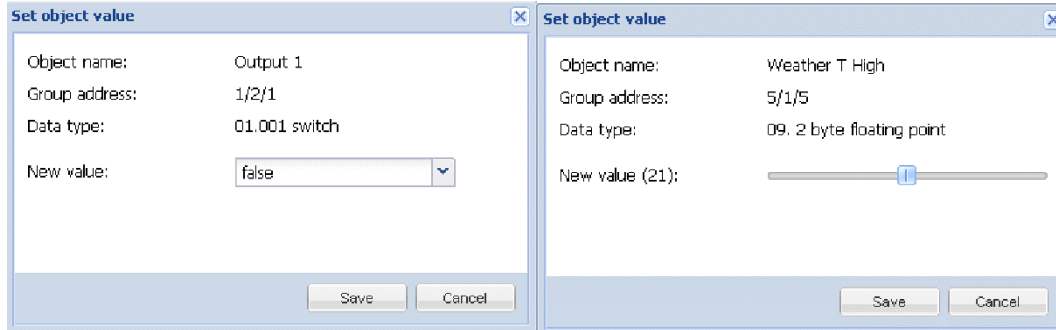 Set object value
Object name: Output 1
Group address: 1/2/1
Data type: 01.001 switch
New value: false
Save Cancel
Set object value
Object name: Weather T High
Group address: 5/1/5
Data type: 09. 2 byte floating point
New value (21):
Save Cancel